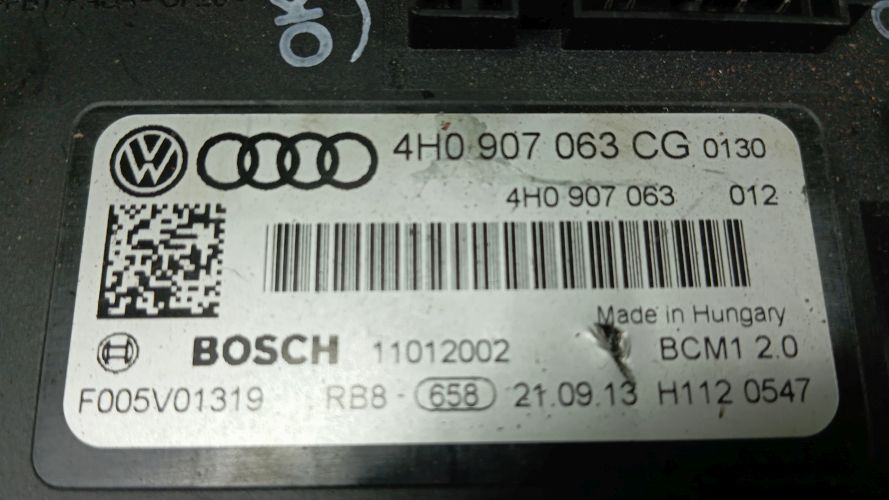 OK
4H0 907 063 CG 0130
4H0 907 063 012
Made in Hungary
BOSCH 11012002 BCM1 2.0
F005V01319 RB8 - 658 21.09.13 H112 0547